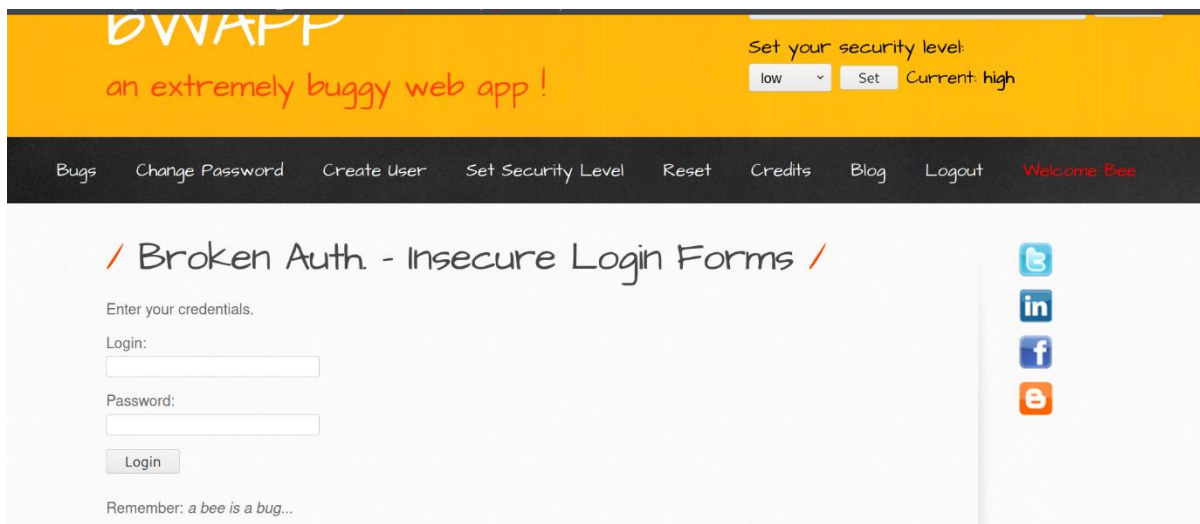 bWAPP
an extremely buggy web app !
Set your security level:
low Set Current: high
Bugs Change Password Create User Set Security Level Reset Credits Blog Logout Welcome Bee
/ Broken Auth. - Insecure Login Forms /
Enter your credentials.
Login:
Password:
Login
Remember: a bee is a bug...